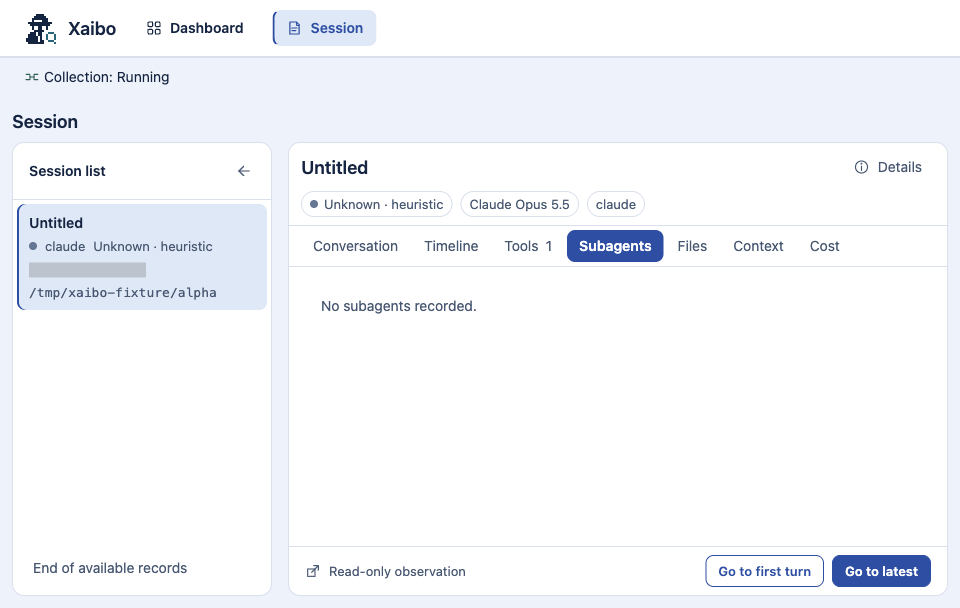 Xaibo
Dashboard
Session
Collection: Running
Session
Session list
Untitled
claude Unknown · heuristic
/tmp/xaibo-fixture/alpha
End of available records
Untitled
Details
Unknown · heuristic
Claude Opus 5.5
claude
Conversation
Timeline
Tools 1
Subagents
Files
Context
Cost
No subagents recorded.
Read-only observation
Go to first turn
Go to latest